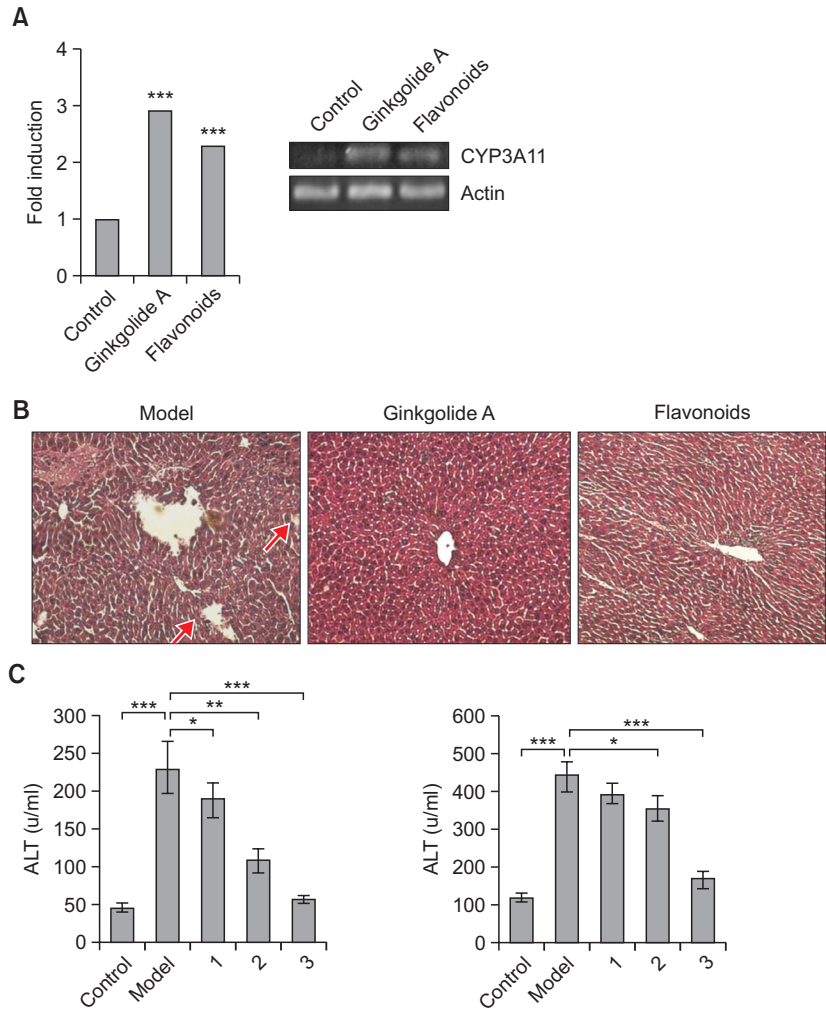 A
4
3
2
1
0
Fold induction
***
***
Control
Ginkgolide A
Flavonoids
Control
Ginkgolide A
Flavonoids
CYP3A11
Actin
B
Model
Ginkgolide A
Flavonoids
C
300
250
200
150
100
50
0
ALT (u/ml)
***
***
**
*
Control
Model
1
2
3
600
500
400
300
200
100
0
ALT (u/ml)
***
***
*
Control
Model
1
2
3